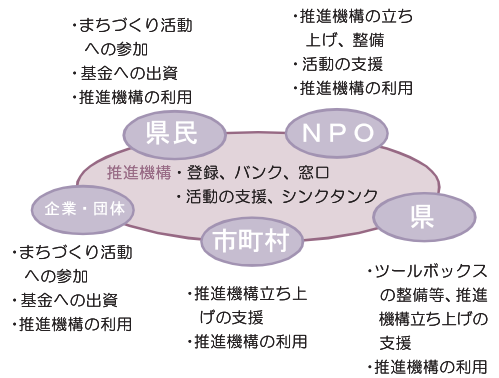 ・まちづくり活動
への参加
・基金への出資
・推進機構の利用
・推進機構の立ち
上げ、整備
・活動の支援
・推進機構の利用
県民
NPO
推進機構・登録、バンク、窓口
・活動の支援、シンクタンク
企業・団体
市町村
県
・まちづくり活動
への参加
・基金への出資
・推進機構の利用
・推進機構立ち上
げの支援
・推進機構の利用
・ツールボックス
の整備等、推進
機構立ち上げの
支援
・推進機構の利用